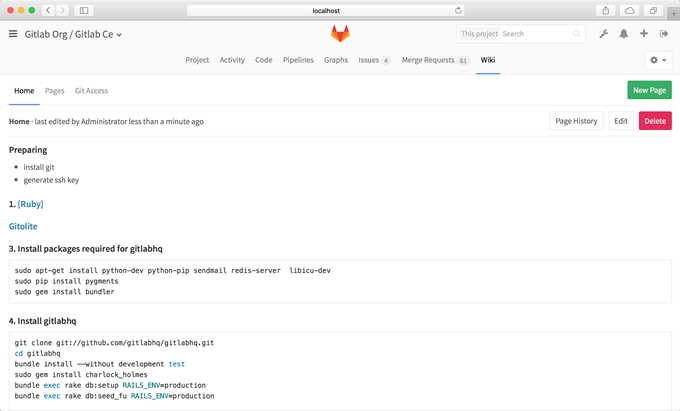 localhost
Gitlab Org / Gitlab Ce
This project Search
Project Activity Code Pipelines Graphs Issues 4 Merge Requests 61 Wiki
Home Pages Git Access
New Page
Home · last edited by Administrator less than a minute ago
Page History Edit Delete
Preparing
install git
generate ssh key
1. [Ruby]
Gitolite
3. Install packages required for gitlabhq
sudo apt-get install python-dev python-pip sendmail redis-server  libicu-dev
sudo pip install pygments
sudo gem install bundler
4. Install gitlabhq
git clone git://github.com/gitlabhq/gitlabhq.git
cd gitlabhq
bundle install --without development test
sudo gem install charlock_holmes
bundle exec rake db:setup RAILS_ENV=production
bundle exec rake db:seed_fu RAILS_ENV=production